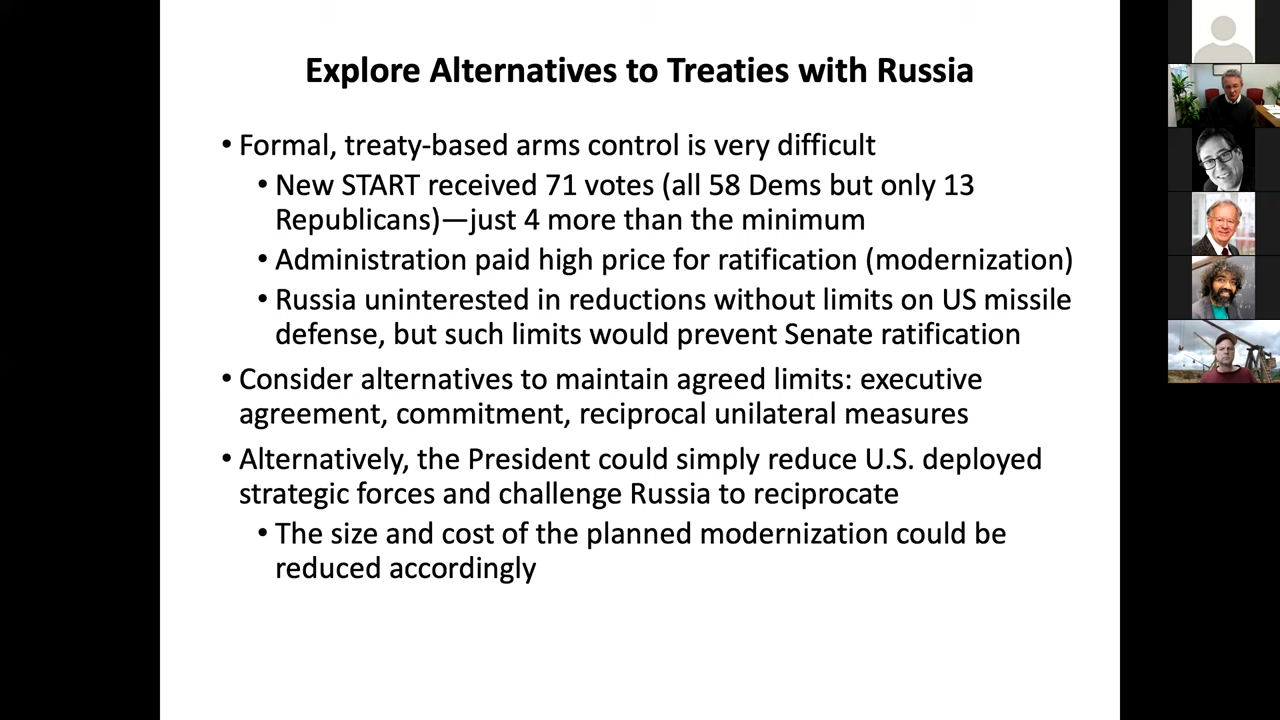 Explore Alternatives to Treaties with Russia
• Formal, treaty-based arms control is very difficult
• New START received 71 votes (all 58 Dems but only 13
Republicans)—just 4 more than the minimum
• Administration paid high price for ratification (modernization)
• Russia uninterested in reductions without limits on US missile
defense, but such limits would prevent Senate ratification
• Consider alternatives to maintain agreed limits: executive
agreement, commitment, reciprocal unilateral measures
• Alternatively, the President could simply reduce U.S. deployed
strategic forces and challenge Russia to reciprocate
• The size and cost of the planned modernization could be
reduced accordingly